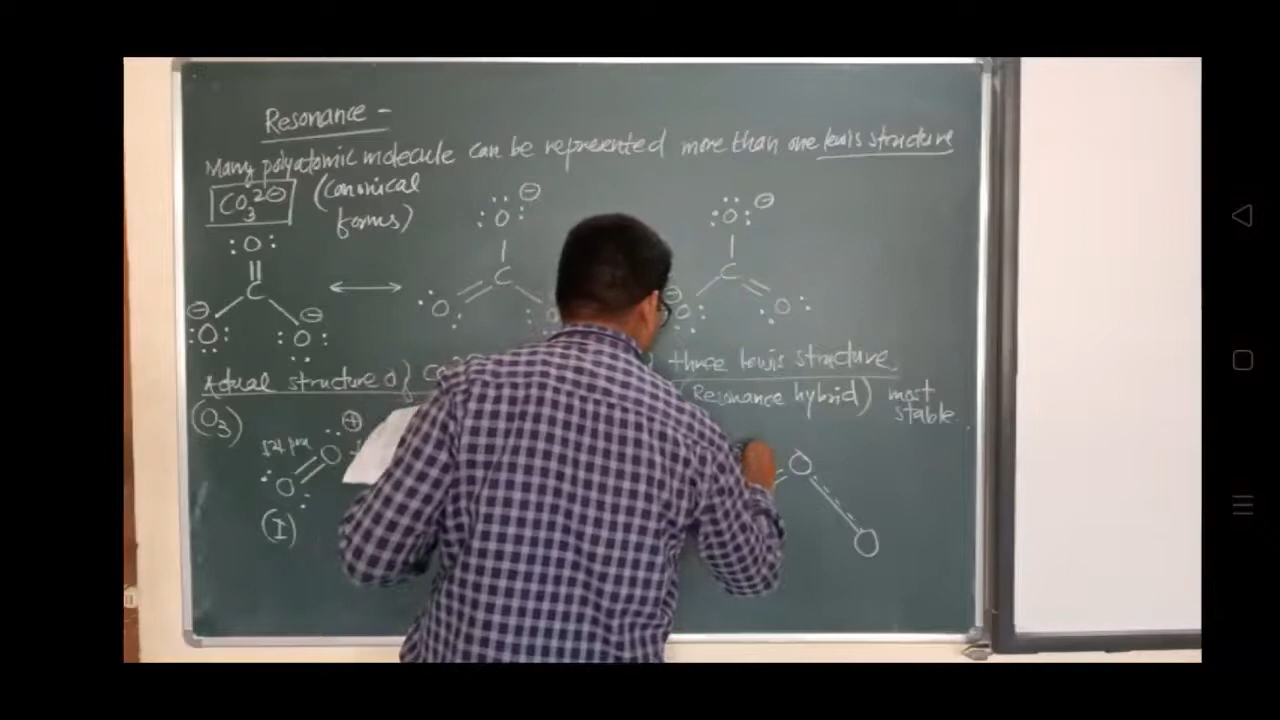 Resonance -
Many polyatomic molecule can be represented more than one lewis structure
CO3 2⊖ (canonical
forms)
:O: :O: ⊖ :O: ⊖
C C C
⊖ ⊖ O O ⊖ O
:O: :O:
Actual structure of three lewis structure.
(O3) Resonance hybrid) most
stable.
⊕
O O
O O
(I)